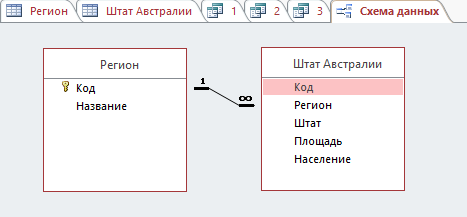 Регион Штат Австралии 1 2 3 Схема данных
Регион
Код
Название
1 ∞
Штат Австралии
Код
Регион
Штат
Площадь
Население